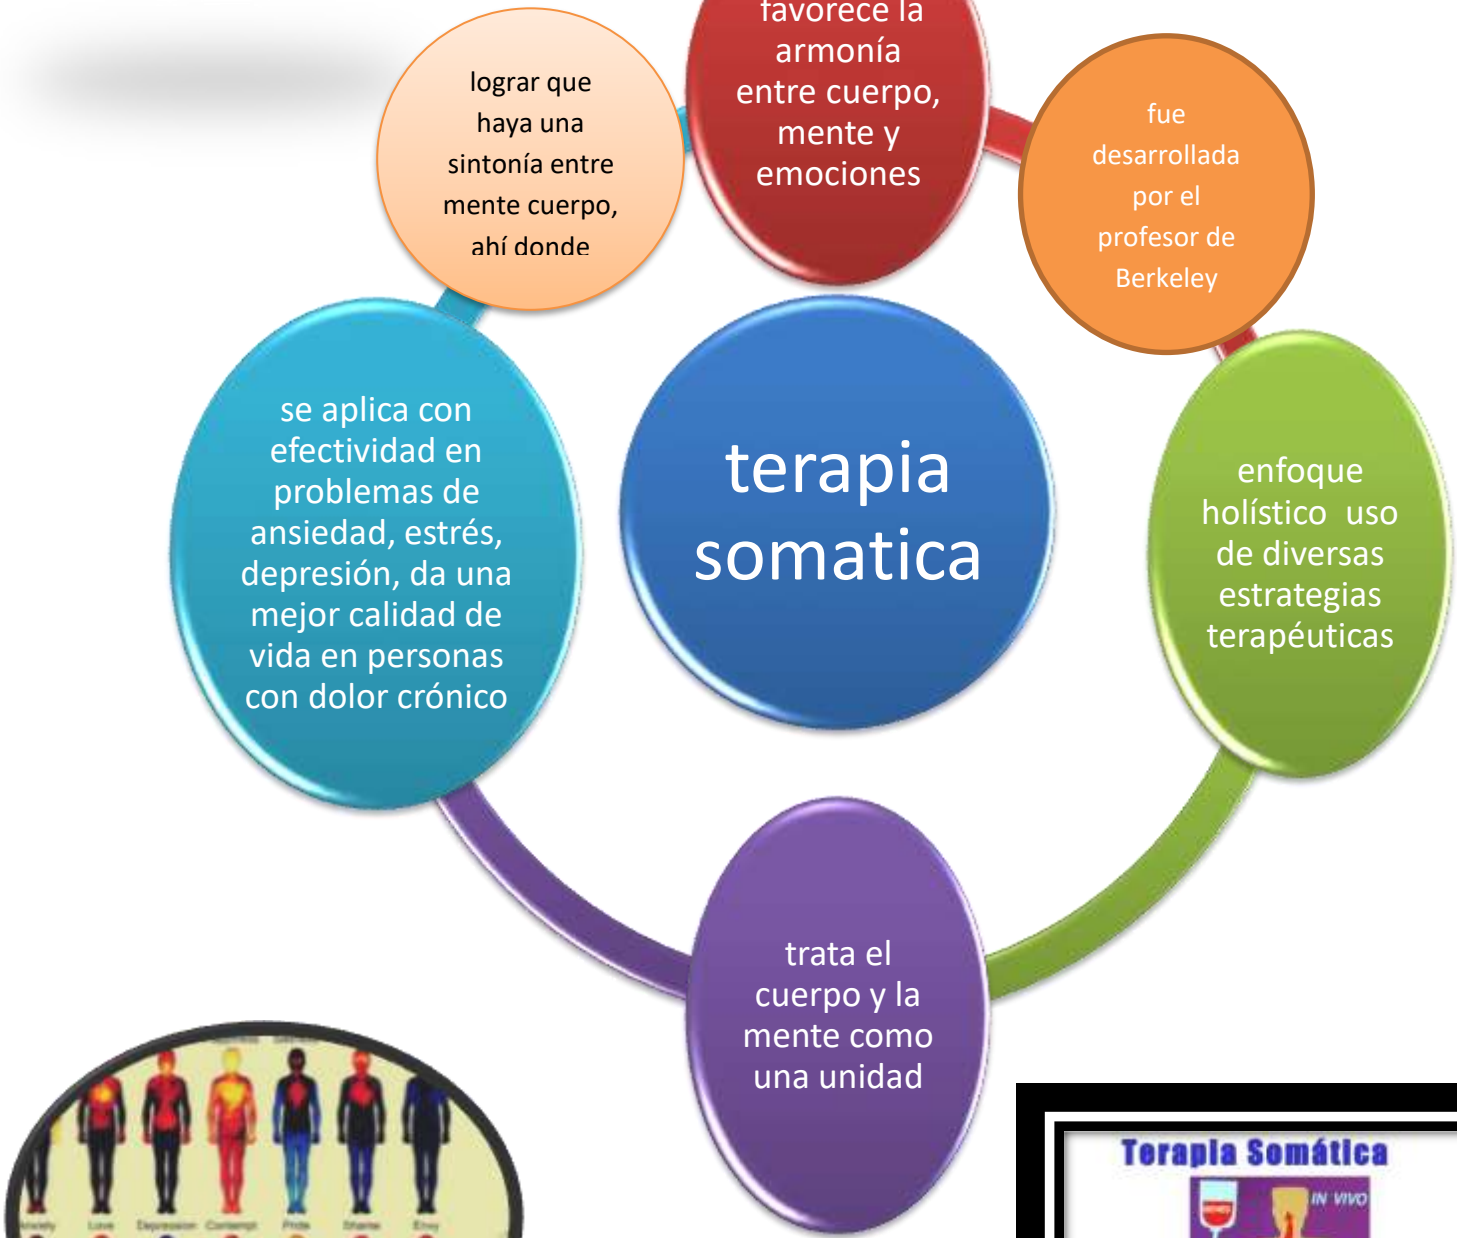 favorece la
armonía
entre cuerpo,
mente y
emociones
lograr que
haya una
sintonía entre
mente cuerpo,
ahí donde
fue
desarrollada
por el
profesor de
Berkeley
se aplica con
efectividad en
problemas de
ansiedad, estrés,
depresión, da una
mejor calidad de
vida en personas
con dolor crónico
terapia
somatica
enfoque
holístico uso
de diversas
estrategias
terapéuticas
trata el
cuerpo y la
mente como
una unidad
Anxiety Love Depression Contempt Pride Shame Envy
Terapia Somática
IN VIVO